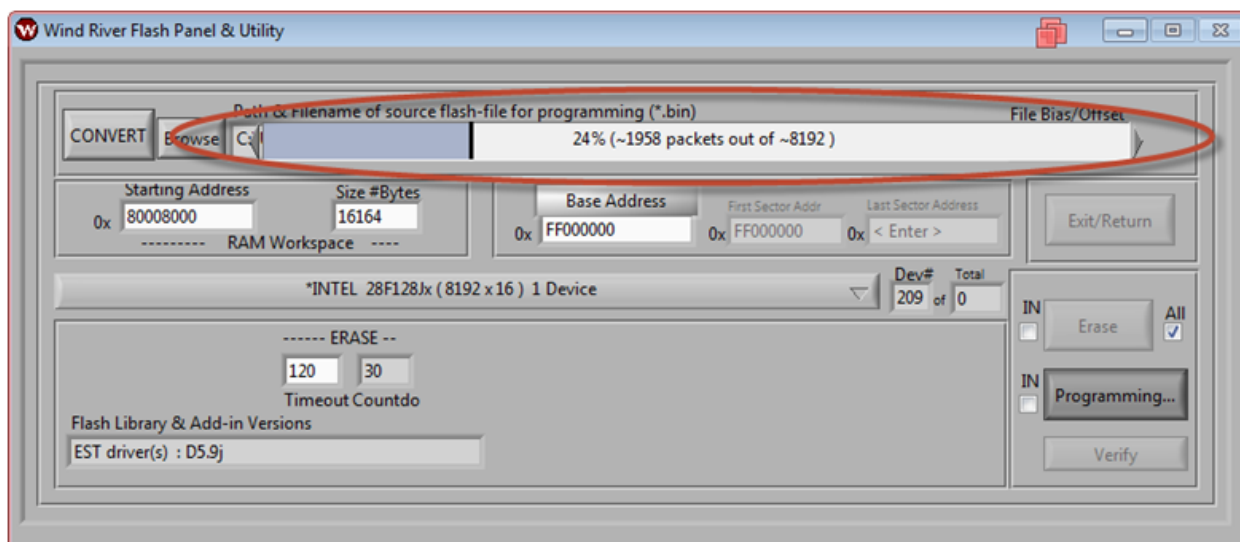 Wind River Flash Panel & Utility
Path & Filename of source flash-file for programming (*.bin)
File Bias/Offset
CONVERT
Browse
C:\
24% (~1958 packets out of ~8192 )
Starting Address
Size #Bytes
0x 80008000
16164
--------- RAM Workspace ----
Base Address
First Sector Addr
Last Sector Address
0x FF000000
0x FF000000
0x < Enter >
Exit/Return
*INTEL 28F128Jx ( 8192 x 16 ) 1 Device
Dev#
Total
209 of 0
------ ERASE --
120
30
Timeout Countdo
Flash Library & Add-in Versions
EST driver(s) : D5.9j
IN
Erase
All
IN
Programming...
Verify